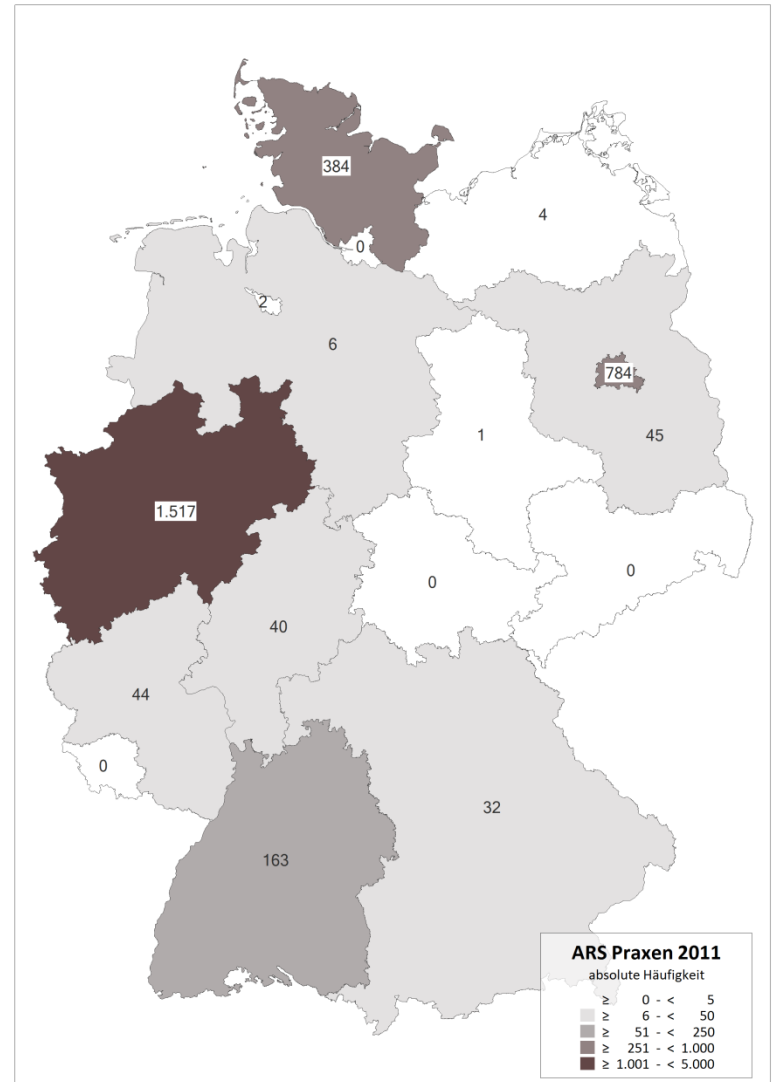 384
4
0
2
6
784
1
45
1.517
0
0
40
44
0
32
163
ARS Praxen 2011
absolute Häufigkeit
≥ 0 - < 5
≥ 6 - < 50
≥ 51 - < 250
≥ 251 - < 1.000
≥ 1.001 - < 5.000